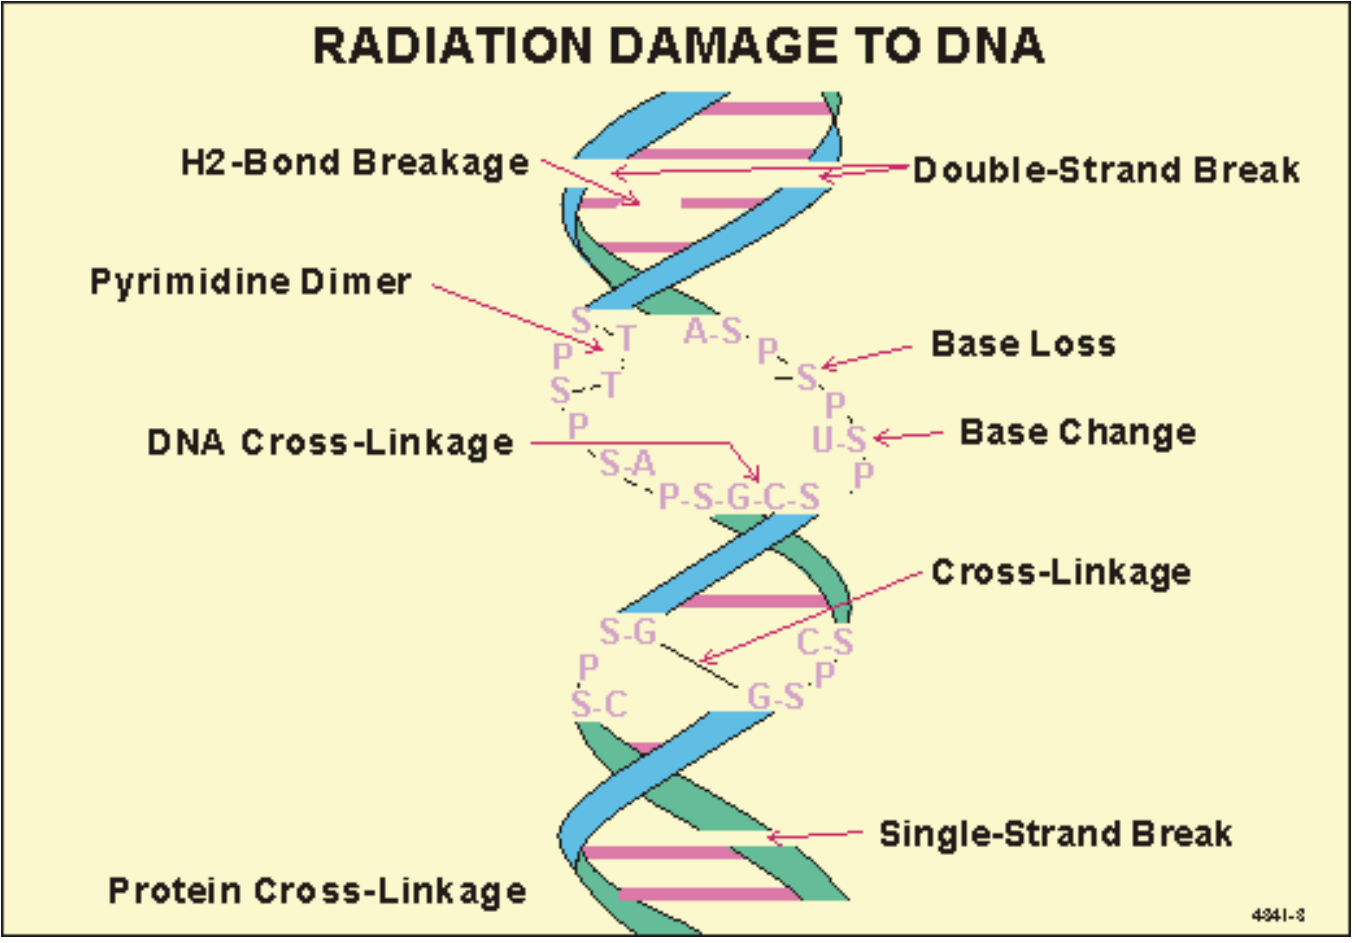 RADIATION DAMAGE TO DNA
H2-Bond Breakage
Double-Strand Break
Pyrimidine Dimer
S T A-S
P P
Base Loss
S T S
P P
DNA Cross-Linkage
U-S
Base Change
S-A P
P-S-G-C-S
Cross-Linkage
S-G C-S
P P
S-C G-S
Single-Strand Break
Protein Cross-Linkage
4841-8